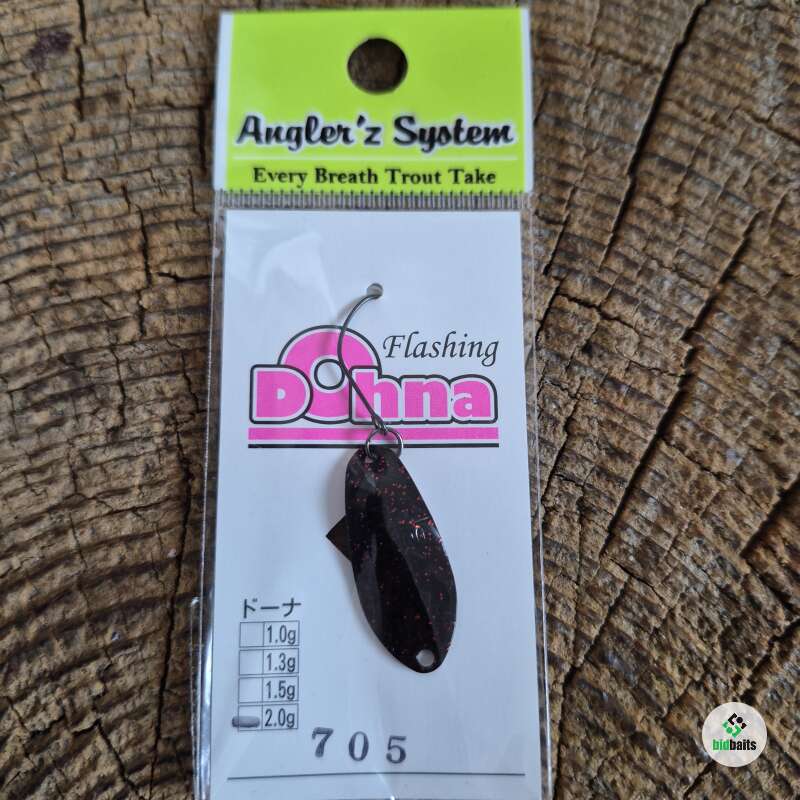 Angler'z System
Every Breath Trout Take
Flashing
Dohna
ドーナ
1.0g
1.3g
1.5g
2.0g
705
bidbaits